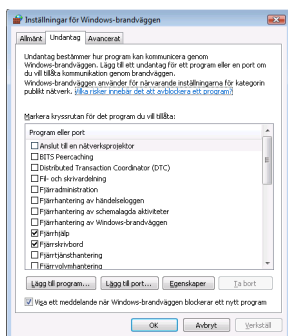 Inställningar för Windows-brandväggen
Allmänt Undantag Avancerat
Undantag bestämmer hur program kan kommunicera genom
Windows-brandväggen. Lägg till ett undantag för ett program eller en port om
du vill tillåta kommunikation genom brandväggen.
Windows-brandväggen använder för närvarande inställningarna för kategorin
publikt nätverk. Vilka risker innebär det att avblockera ett program?
Markera kryssrutan för det program du vill tillåta:
Program eller port
Anslut till en nätverksprojektor
BITS Peercaching
Distributed Transaction Coordinator (DTC)
Fil- och skrivardelning
Fjärradministration
Fjärrhantering av händelseloggen
Fjärrhantering av schemalagda aktiviteter
Fjärrhantering av Windows-brandväggen
Fjärrhjälp
Fjärrskrivbord
Fjärrtjänsthantering
Fjärrvolymhantering
Lägg till program... Lägg till port... Egenskaper Ta bort
Visa ett meddelande när Windows-brandväggen blockerar ett nytt program
OK Avbryt Verkställ